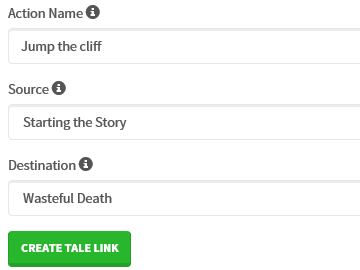 Action Name
Jump the cliff
Source
Starting the Story
Destination
Wasteful Death
CREATE TALE LINK